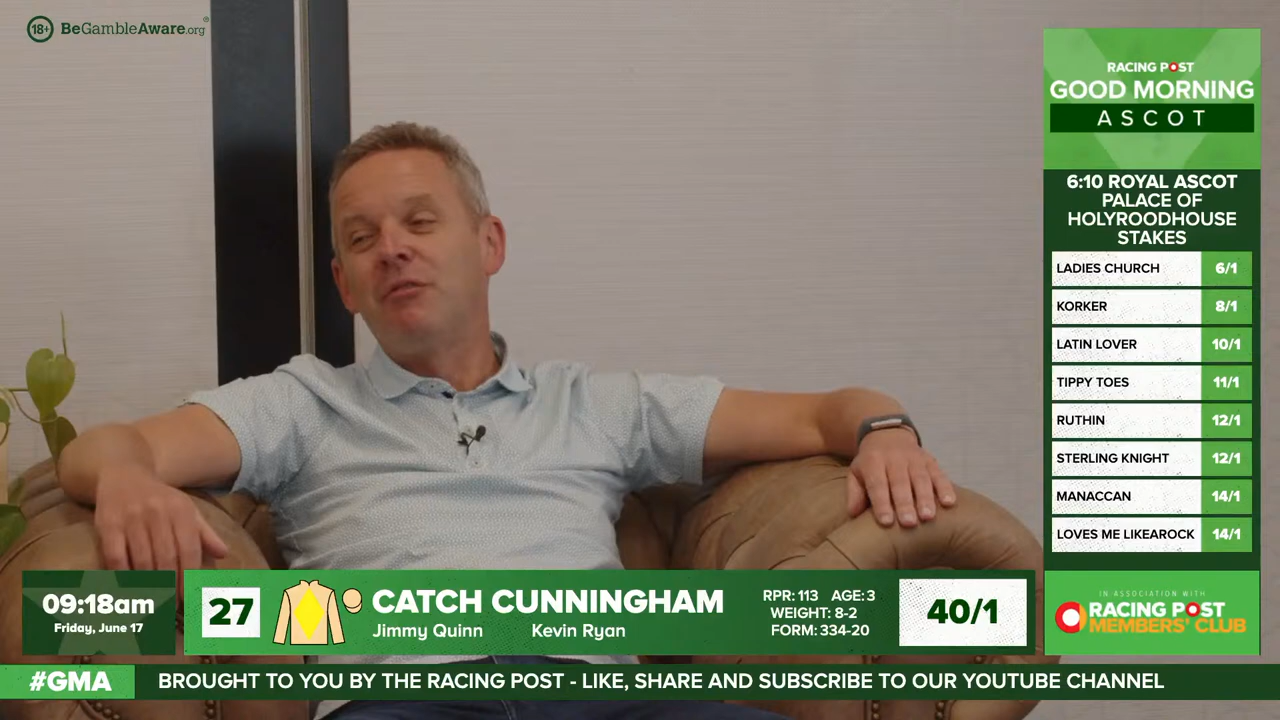 18+ BeGambleAware.org®
RACING POST
GOOD MORNING
ASCOT
6:10 ROYAL ASCOT
PALACE OF
HOLYROODHOUSE
STAKES
LADIES CHURCH 6/1
KORKER 8/1
LATIN LOVER 10/1
TIPPY TOES 11/1
RUTHIN 12/1
STERLING KNIGHT 12/1
MANACCAN 14/1
LOVES ME LIKEAROCK 14/1
09:18am
Friday, June 17
27
CATCH CUNNINGHAM
Jimmy Quinn Kevin Ryan
RPR: 113 AGE: 3
WEIGHT: 8-2
FORM: 334-20
40/1
IN ASSOCIATION WITH
RACING POST
MEMBERS' CLUB
#GMA
BROUGHT TO YOU BY THE RACING POST - LIKE, SHARE AND SUBSCRIBE TO OUR YOUTUBE CHANNEL